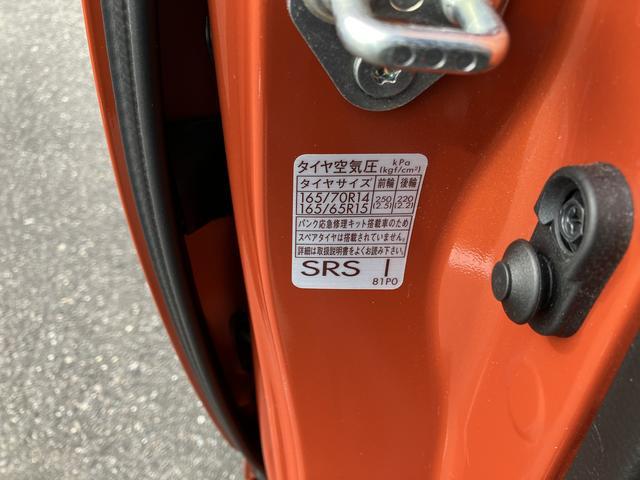 タイヤ空気圧 kPa (kgf/cm²)
タイヤサイズ 前輪 後輪
165/70R14 250 220
165/65R15 (2.5) (2.2)
パンク応急修理キット搭載車のため
スペアタイヤは搭載されていません。
詳細は取扱説明書をよくお読み下さい。
SRS I
81P0